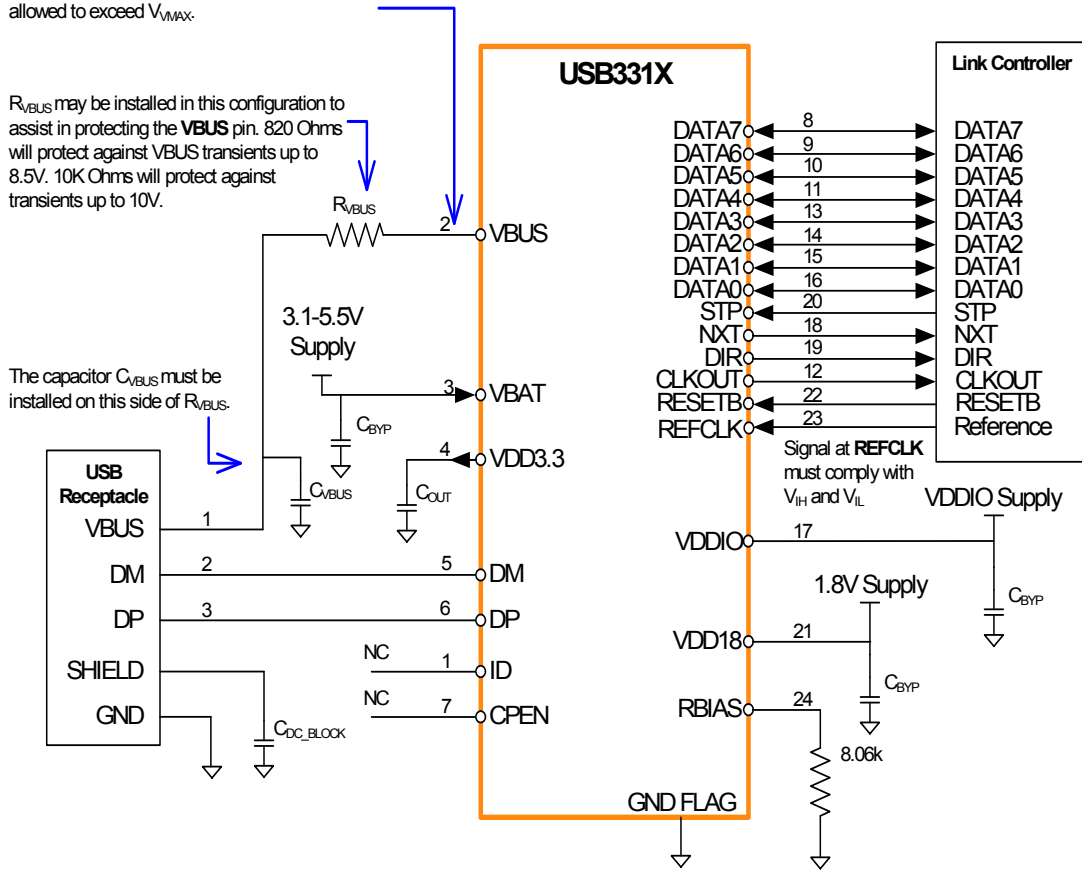 allowed to exceed VVMAX.
RVBUS may be installed in this configuration to
assist in protecting the VBUS pin. 820 Ohms
will protect against VBUS transients up to
8.5V. 10K Ohms will protect against
transients up to 10V.
The capacitor CVBUS must be
installed on this side of RVBUS.
RVBUS
3.1-5.5V
Supply
CBYP
COUT
CVBUS
USB
Receptacle
VBUS 1
DM 2
DP 3
SHIELD
GND
CDC_BLOCK
USB331X
2 VBUS
3 VBAT
4 VDD3.3
5 DM
6 DP
NC 1 ID
NC 7 CPEN
GND FLAG
Link Controller
DATA7 8 DATA7
DATA6 9 DATA6
DATA5 10 DATA5
DATA4 11 DATA4
DATA3 13 DATA3
DATA2 14 DATA2
DATA1 15 DATA1
DATA0 16 DATA0
STP 20 STP
NXT 18 NXT
DIR 19 DIR
CLKOUT 12 CLKOUT
RESETB 22 RESETB
REFCLK 23 Reference
Signal at REFCLK
must comply with
VIH and VIL
VDDIO Supply
VDDIO 17
CBYP
1.8V Supply
VDD18 21
CBYP
RBIAS 24
8.06k